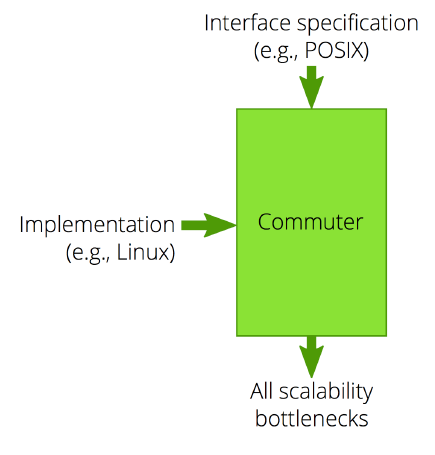 Interface specification
(e.g., POSIX)
Implementation
(e.g., Linux)
Commuter
All scalability
bottlenecks